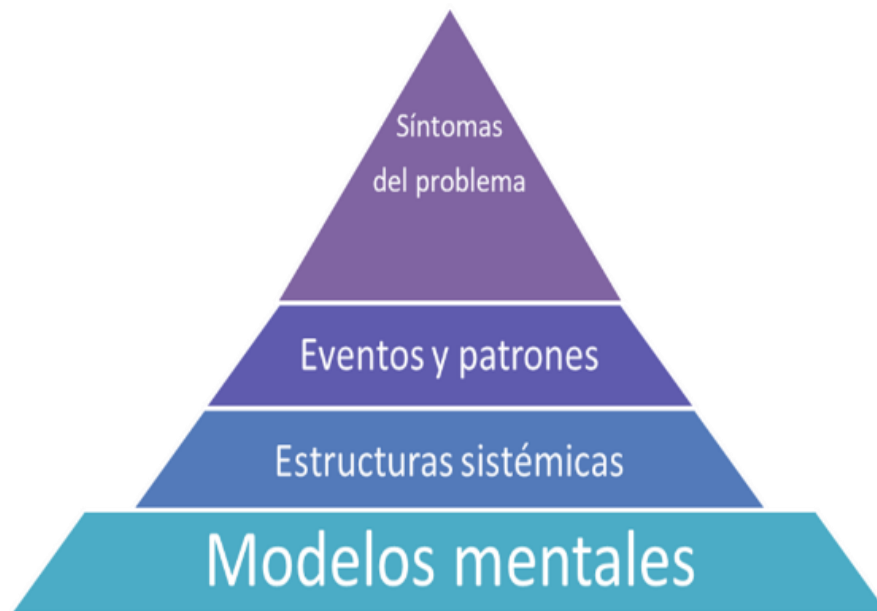 Síntomas
del problema
Eventos y patrones
Estructuras sistémicas
Modelos mentales